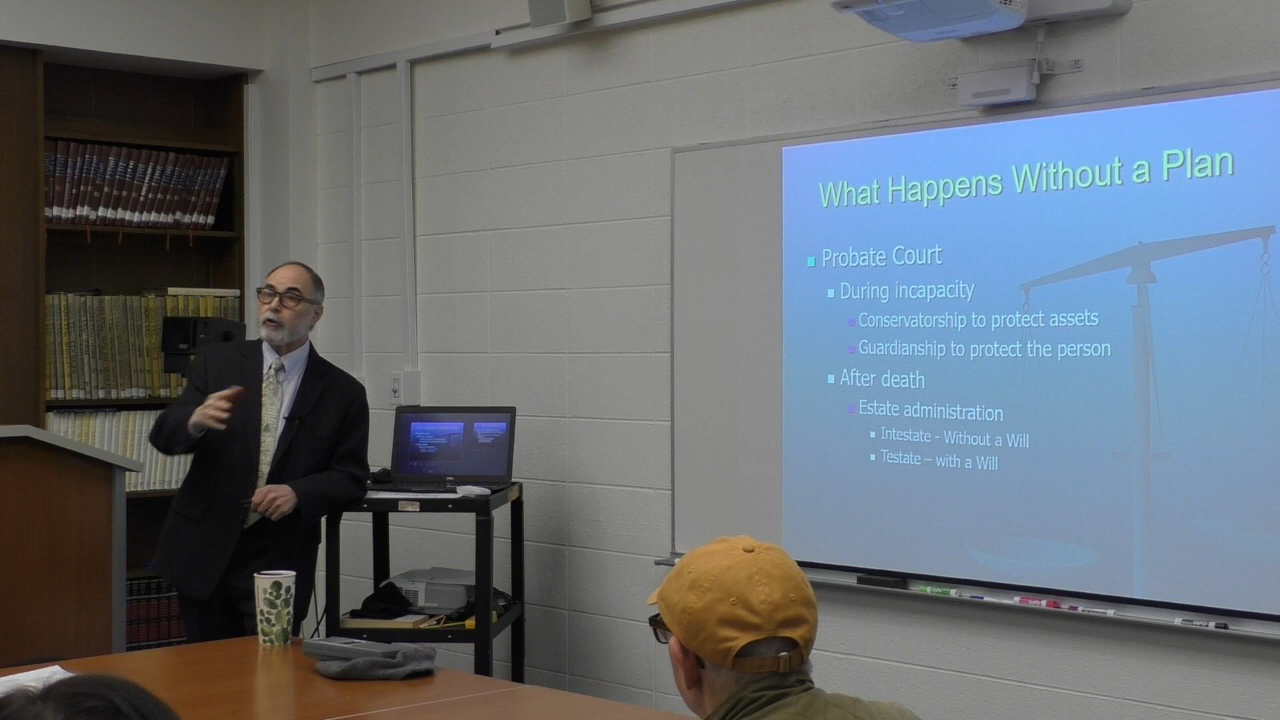 What Happens Without a Plan
Probate Court
During incapacity
Conservatorship to protect assets
Guardianship to protect the person
After death
Estate administration
Intestate - Without a Will
Testate – with a Will